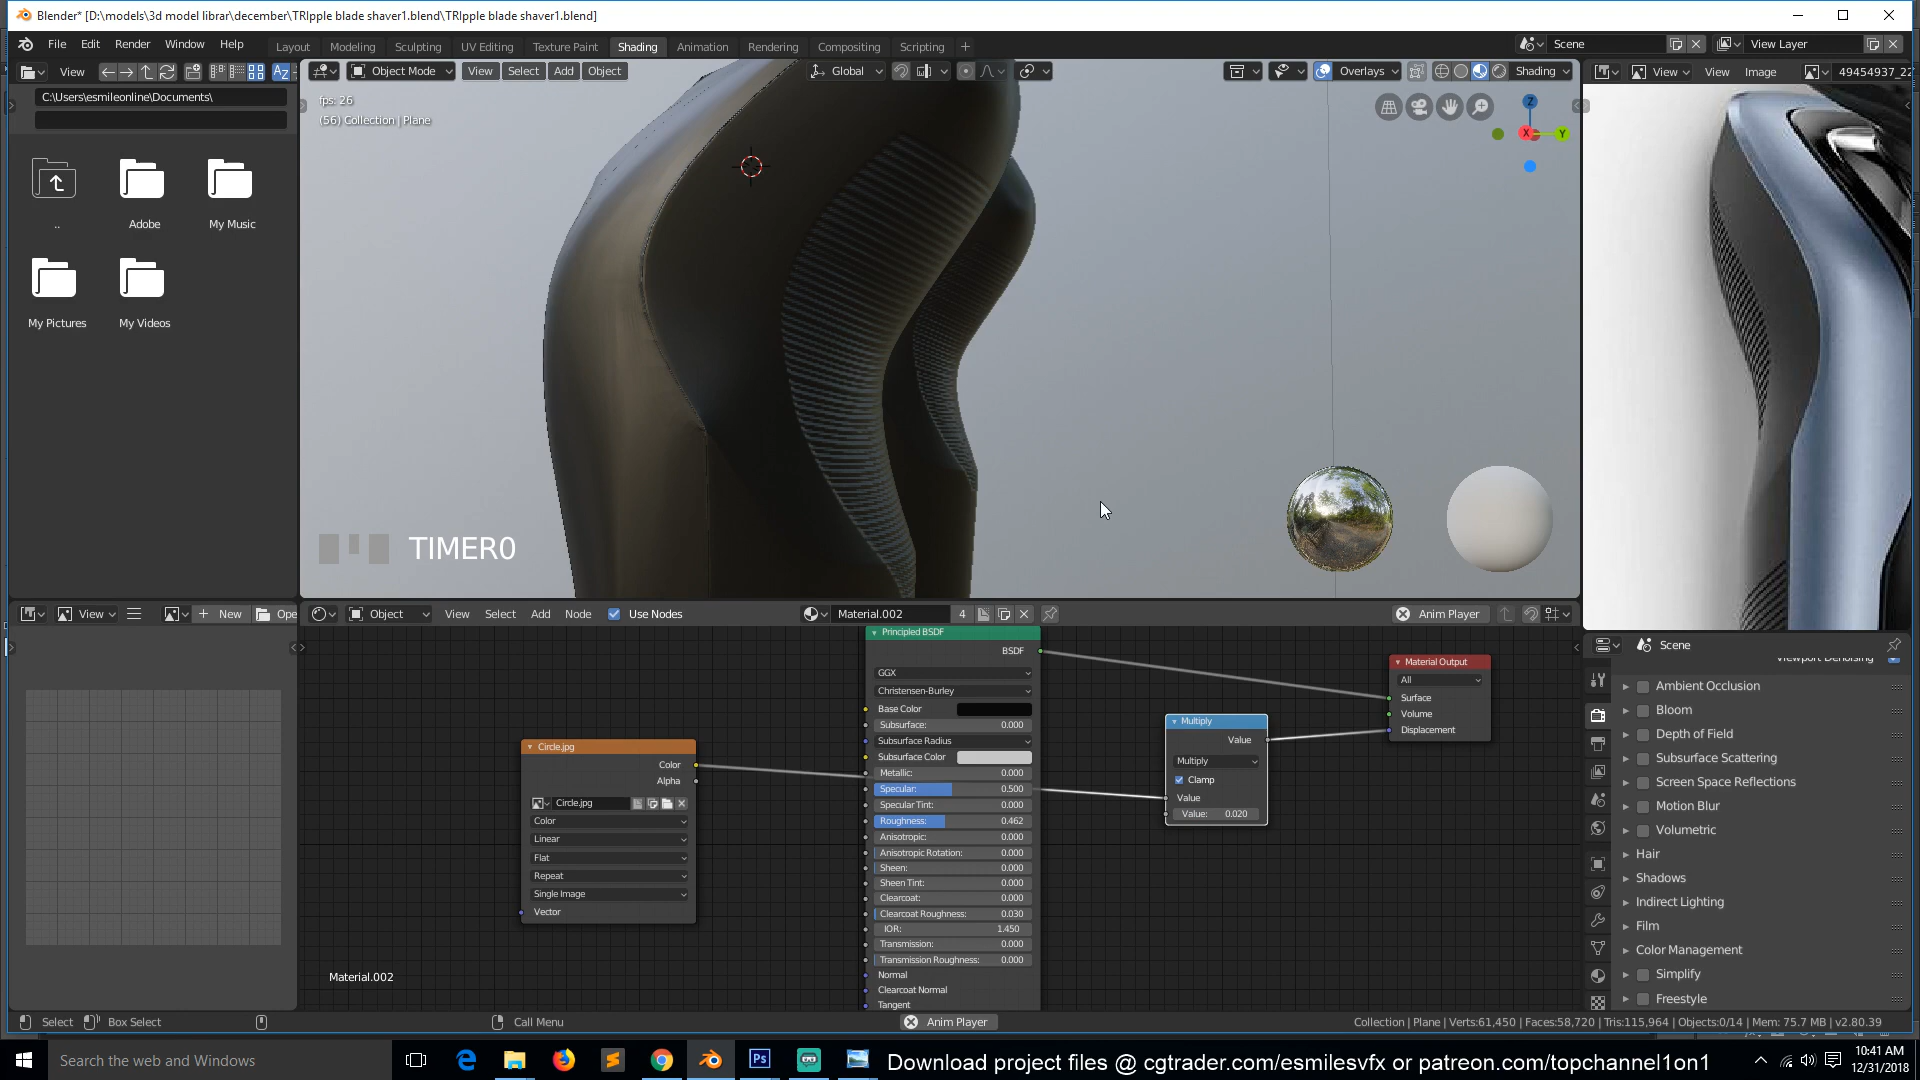 Blender* [D:\models\3d model librar\december\TRIpple blade shaver1.blend\TRIpple blade shaver1.blend]
File Edit Render Window Help Layout Modeling Sculpting UV Editing Texture Paint Shading Animation Rendering Compositing Scripting + Scene View Layer
View Object Mode View Select Add Object Global Overlays Shading View View Image 49454937_22
C:\Users\esmileonline\Documents\
fps: 26
(56) Collection | Plane
Z
X Y
.. Adobe My Music
My Pictures My Videos
TIMER0
View New Ope Object View Select Add Node Use Nodes Material.002 4 Anim Player
Principled BSDF
BSDF
GGX
Christensen-Burley
Base Color
Subsurface: 0.000
Subsurface Radius
Subsurface Color
Metallic: 0.000
Specular: 0.500
Specular Tint: 0.000
Roughness: 0.462
Anisotropic: 0.000
Anisotropic Rotation: 0.000
Sheen: 0.000
Sheen Tint: 0.000
Clearcoat: 0.000
Clearcoat Roughness: 0.030
IOR: 1.450
Transmission: 0.000
Transmission Roughness: 0.000
Normal
Clearcoat Normal
Tangent
Circle.jpg
Color
Alpha
Circle.jpg
Color
Linear
Flat
Repeat
Single Image
Vector
Multiply
Value
Multiply
Clamp
Value
Value: 0.020
Material Output
All
Surface
Volume
Displacement
Material.002
Scene
Viewport Denoising
Ambient Occlusion
Bloom
Depth of Field
Subsurface Scattering
Screen Space Reflections
Motion Blur
Volumetric
Hair
Shadows
Indirect Lighting
Film
Color Management
Simplify
Freestyle
Select Box Select Call Menu Anim Player Collection | Plane | Verts:61,450 | Faces:58,720 | Tris:115,964 | Objects:0/14 | Mem: 75.7 MB | v2.80.39
Search the web and Windows
Download project files @ cgtrader.com/esmilesvfx or patreon.com/topchannel1on1
10:41 AM
12/31/2018